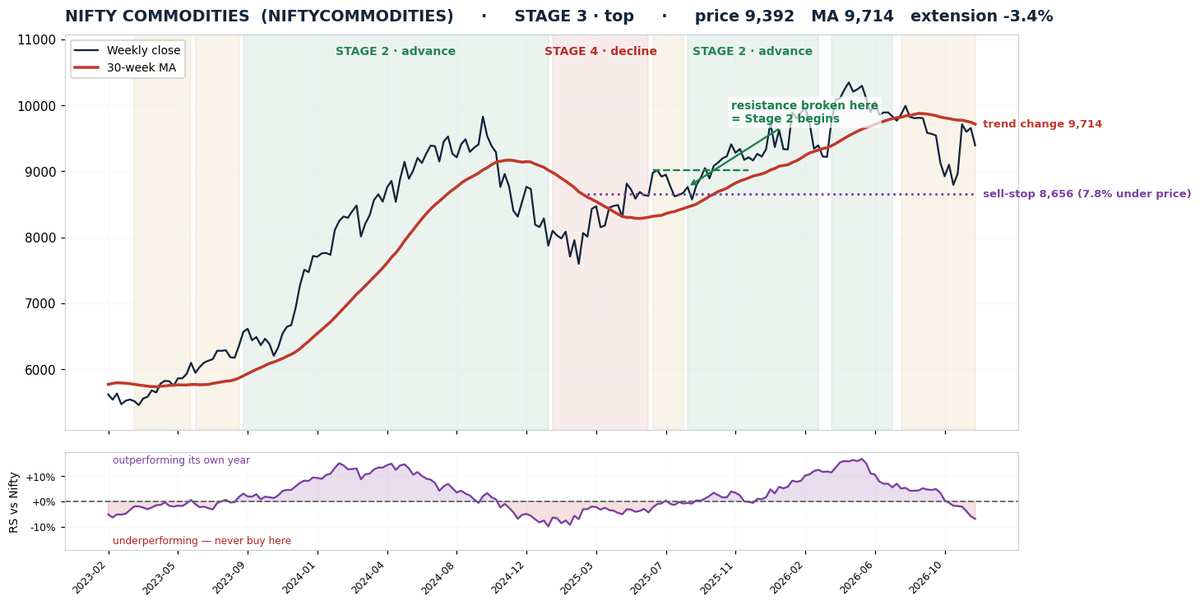 NIFTY COMMODITIES (NIFTYCOMMODITIES) · STAGE 3 · top · price 9,392 MA 9,714 extension -3.4%
11000
10000
9000
8000
7000
6000
Weekly close
30-week MA
STAGE 2 · advance
STAGE 4 · decline
STAGE 2 · advance
resistance broken here
= Stage 2 begins
trend change 9,714
sell-stop 8,656 (7.8% under price)
RS vs Nifty
+10%
+0%
-10%
outperforming its own year
underperforming — never buy here
2023-02
2023-05
2023-09
2024-01
2024-04
2024-08
2024-12
2025-03
2025-07
2025-11
2026-02
2026-06
2026-10